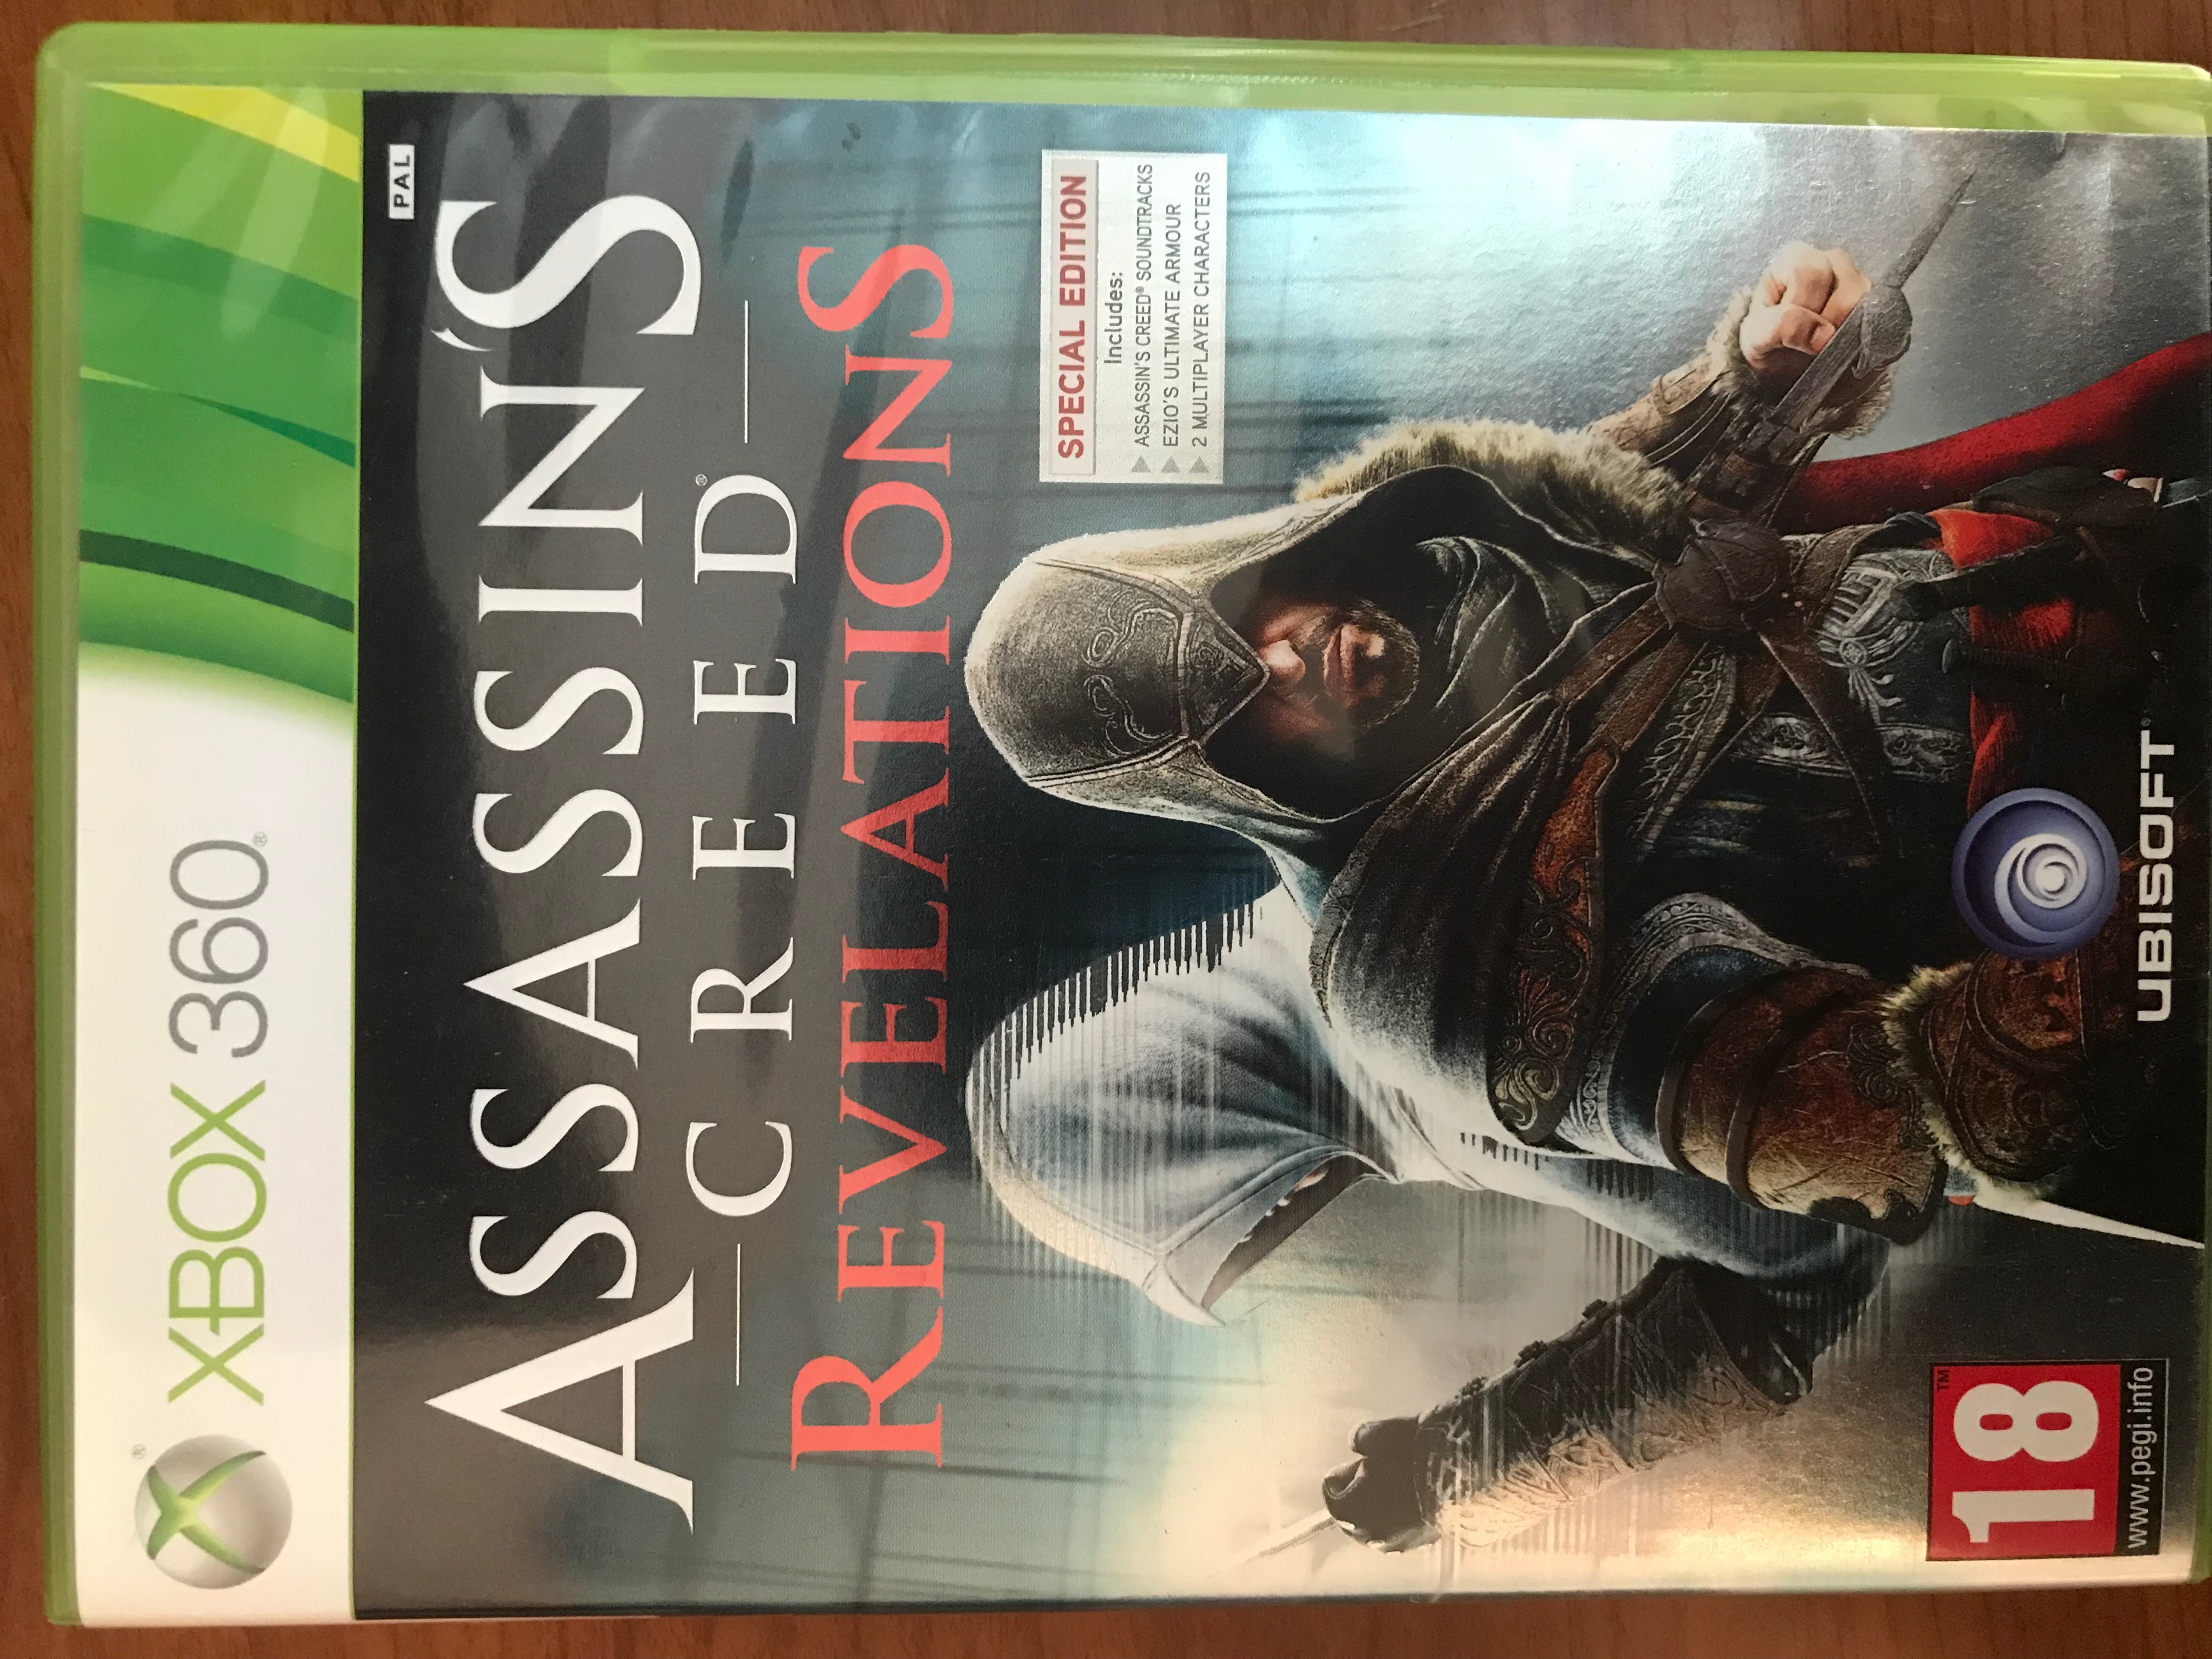 XBOX 360®
PAL
ASSASSIN'S
CREED®
REVELATIONS
SPECIAL EDITION
Includes:
ASSASSIN'S CREED® SOUNDTRACKS
EZIO'S ULTIMATE ARMOUR
2 MULTIPLAYER CHARACTERS
18™
www.pegi.info
UBISOFT®